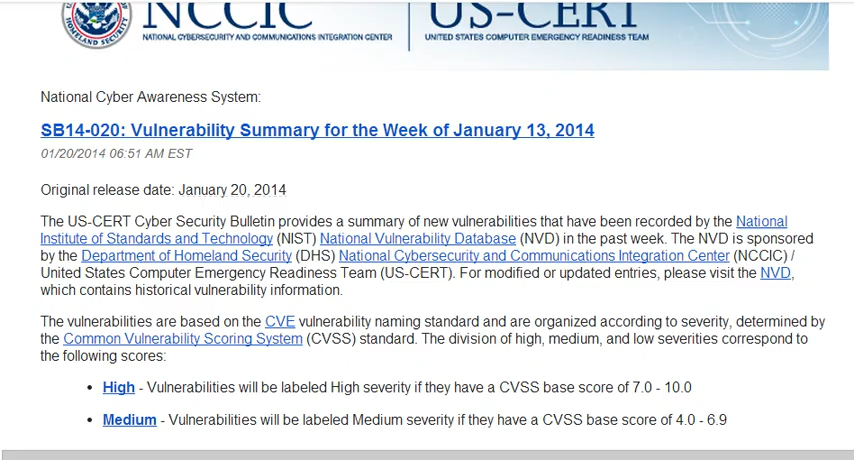 HOMELAND SECURITY
NCCIC
NATIONAL CYBERSECURITY AND COMMUNICATIONS INTEGRATION CENTER
US-CERT
UNITED STATES COMPUTER EMERGENCY READINESS TEAM
National Cyber Awareness System:
SB14-020: Vulnerability Summary for the Week of January 13, 2014
01/20/2014 06:51 AM EST
Original release date: January 20, 2014
The US-CERT Cyber Security Bulletin provides a summary of new vulnerabilities that have been recorded by the National
Institute of Standards and Technology (NIST) National Vulnerability Database (NVD) in the past week. The NVD is sponsored
by the Department of Homeland Security (DHS) National Cybersecurity and Communications Integration Center (NCCIC) /
United States Computer Emergency Readiness Team (US-CERT). For modified or updated entries, please visit the NVD,
which contains historical vulnerability information.
The vulnerabilities are based on the CVE vulnerability naming standard and are organized according to severity, determined by
the Common Vulnerability Scoring System (CVSS) standard. The division of high, medium, and low severities correspond to
the following scores:
• High - Vulnerabilities will be labeled High severity if they have a CVSS base score of 7.0 - 10.0
• Medium - Vulnerabilities will be labeled Medium severity if they have a CVSS base score of 4.0 - 6.9